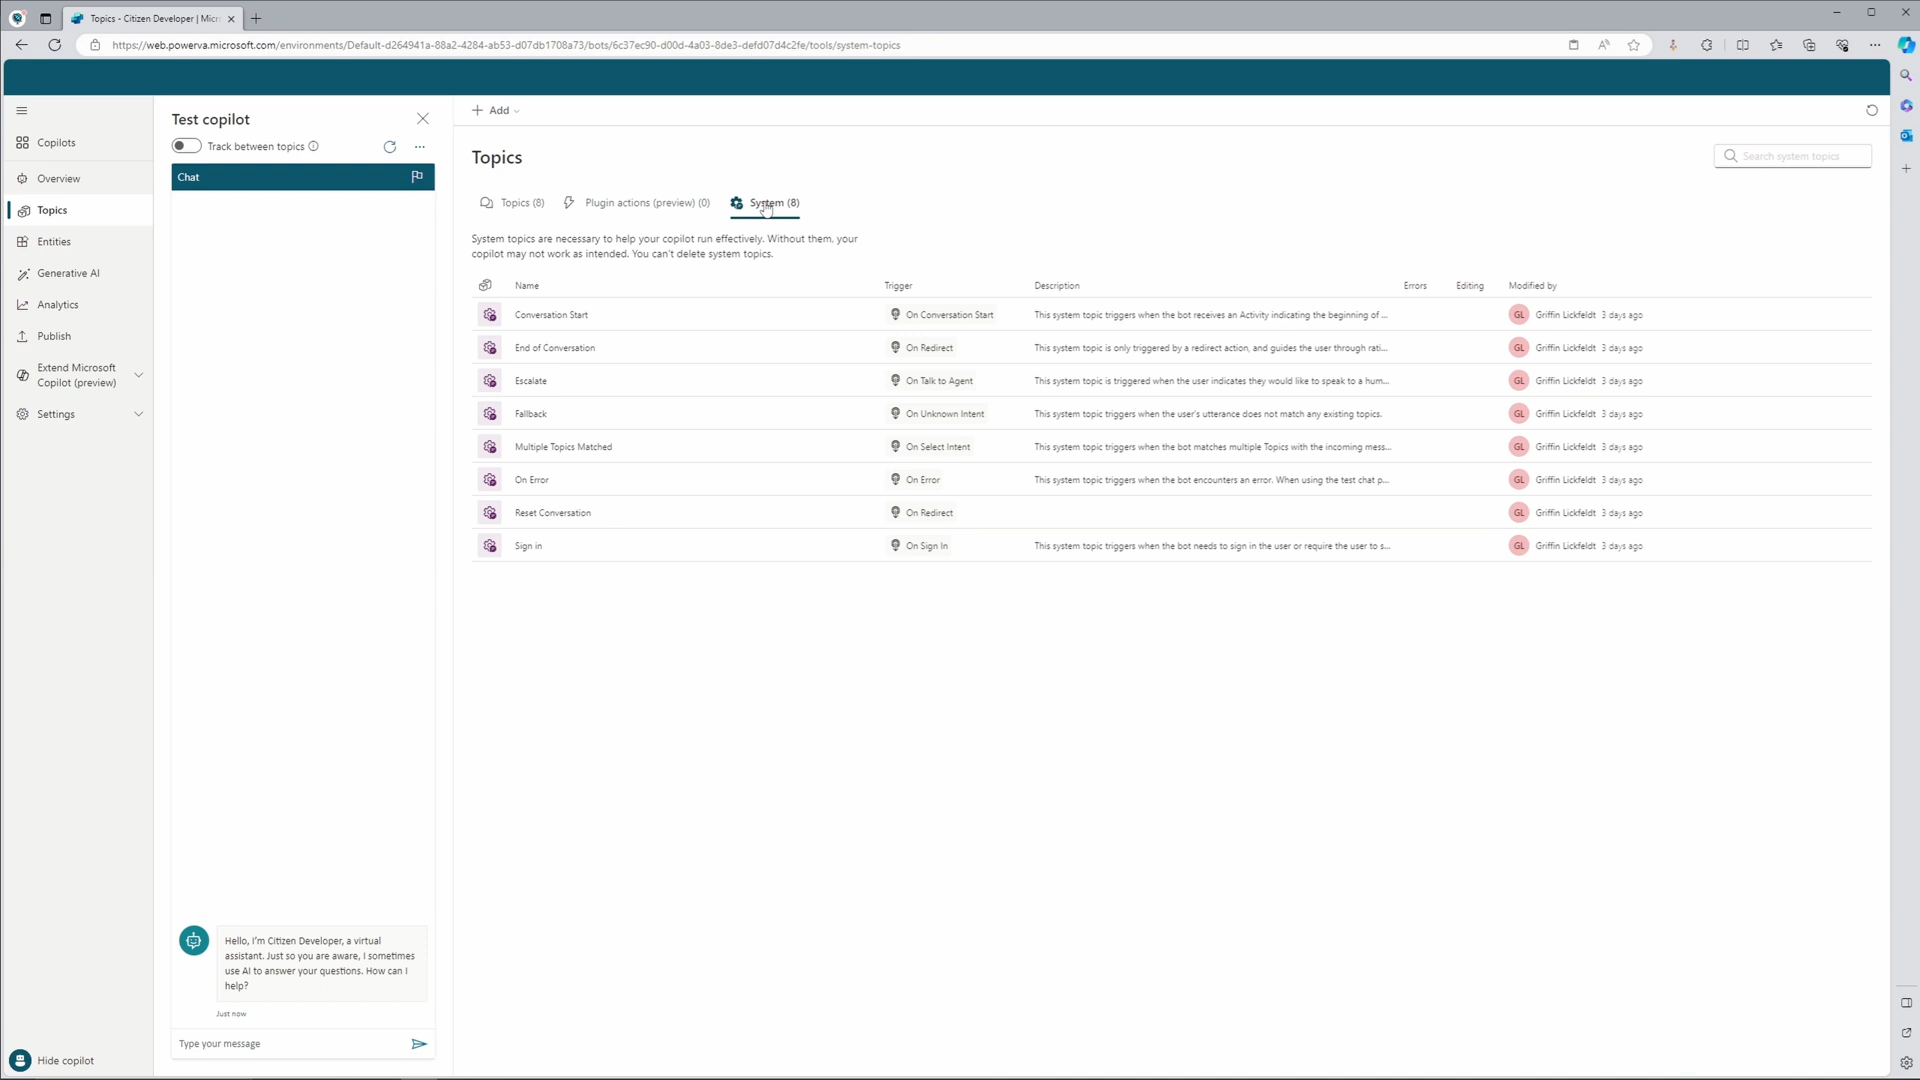 Topics - Citizen Developer | Micr
https://web.powerva.microsoft.com/environments/Default-d264941a-88a2-4284-ab53-d07db1708a73/bots/6c37ec90-d00d-4a03-8de3-defd07d4c2fe/tools/system-topics
Copilots
Overview
Topics
Entities
Generative AI
Analytics
Publish
Extend Microsoft
Copilot (preview)
Settings
Hide copilot
Test copilot
Track between topics
Chat
Hello, I'm Citizen Developer, a virtual
assistant. Just so you are aware, I sometimes
use AI to answer your questions. How can I
help?
Just now
Type your message
Add
Topics
Search system topics
Topics (8) Plugin actions (preview) (0) System (8)
System topics are necessary to help your copilot run effectively. Without them, your
copilot may not work as intended. You can't delete system topics.
Name Trigger Description Errors Editing Modified by
Conversation Start On Conversation Start This system topic triggers when the bot receives an Activity indicating the beginning of ... GL Griffin Lickfeldt 3 days ago
End of Conversation On Redirect This system topic is only triggered by a redirect action, and guides the user through rati... GL Griffin Lickfeldt 3 days ago
Escalate On Talk to Agent This system topic is triggered when the user indicates they would like to speak to a hum... GL Griffin Lickfeldt 3 days ago
Fallback On Unknown Intent This system topic triggers when the user's utterance does not match any existing topics. GL Griffin Lickfeldt 3 days ago
Multiple Topics Matched On Select Intent This system topic triggers when the bot matches multiple Topics with the incoming mess... GL Griffin Lickfeldt 3 days ago
On Error On Error This system topic triggers when the bot encounters an error. When using the test chat p... GL Griffin Lickfeldt 3 days ago
Reset Conversation On Redirect GL Griffin Lickfeldt 3 days ago
Sign in On Sign In This system topic triggers when the bot needs to sign in the user or require the user to s... GL Griffin Lickfeldt 3 days ago